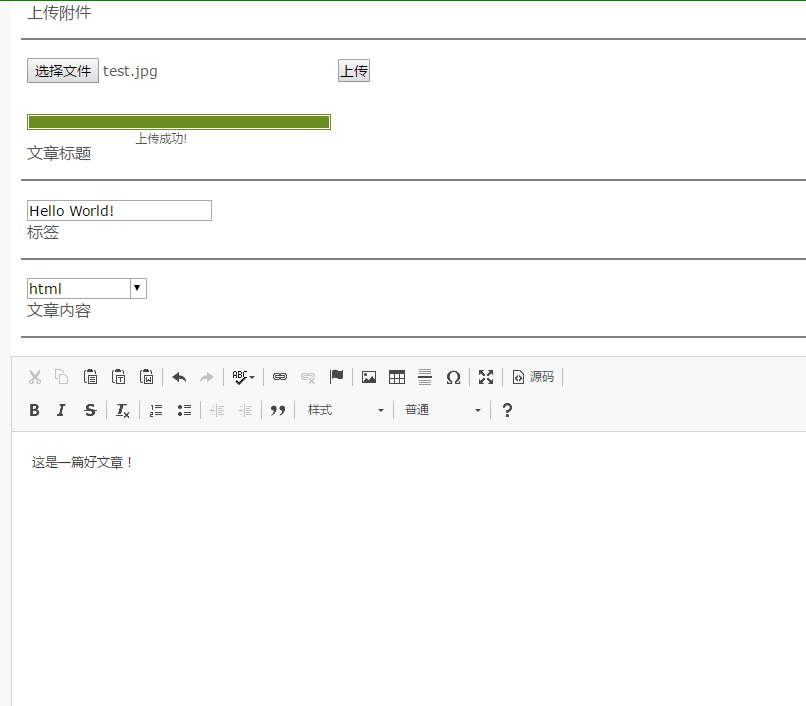 上传附件
选择文件 test.jpg 上传
上传成功!
文章标题
Hello World!
标签
html
文章内容
ABC 源码
B I S Tx 样式 普通 ?
这是一篇好文章！